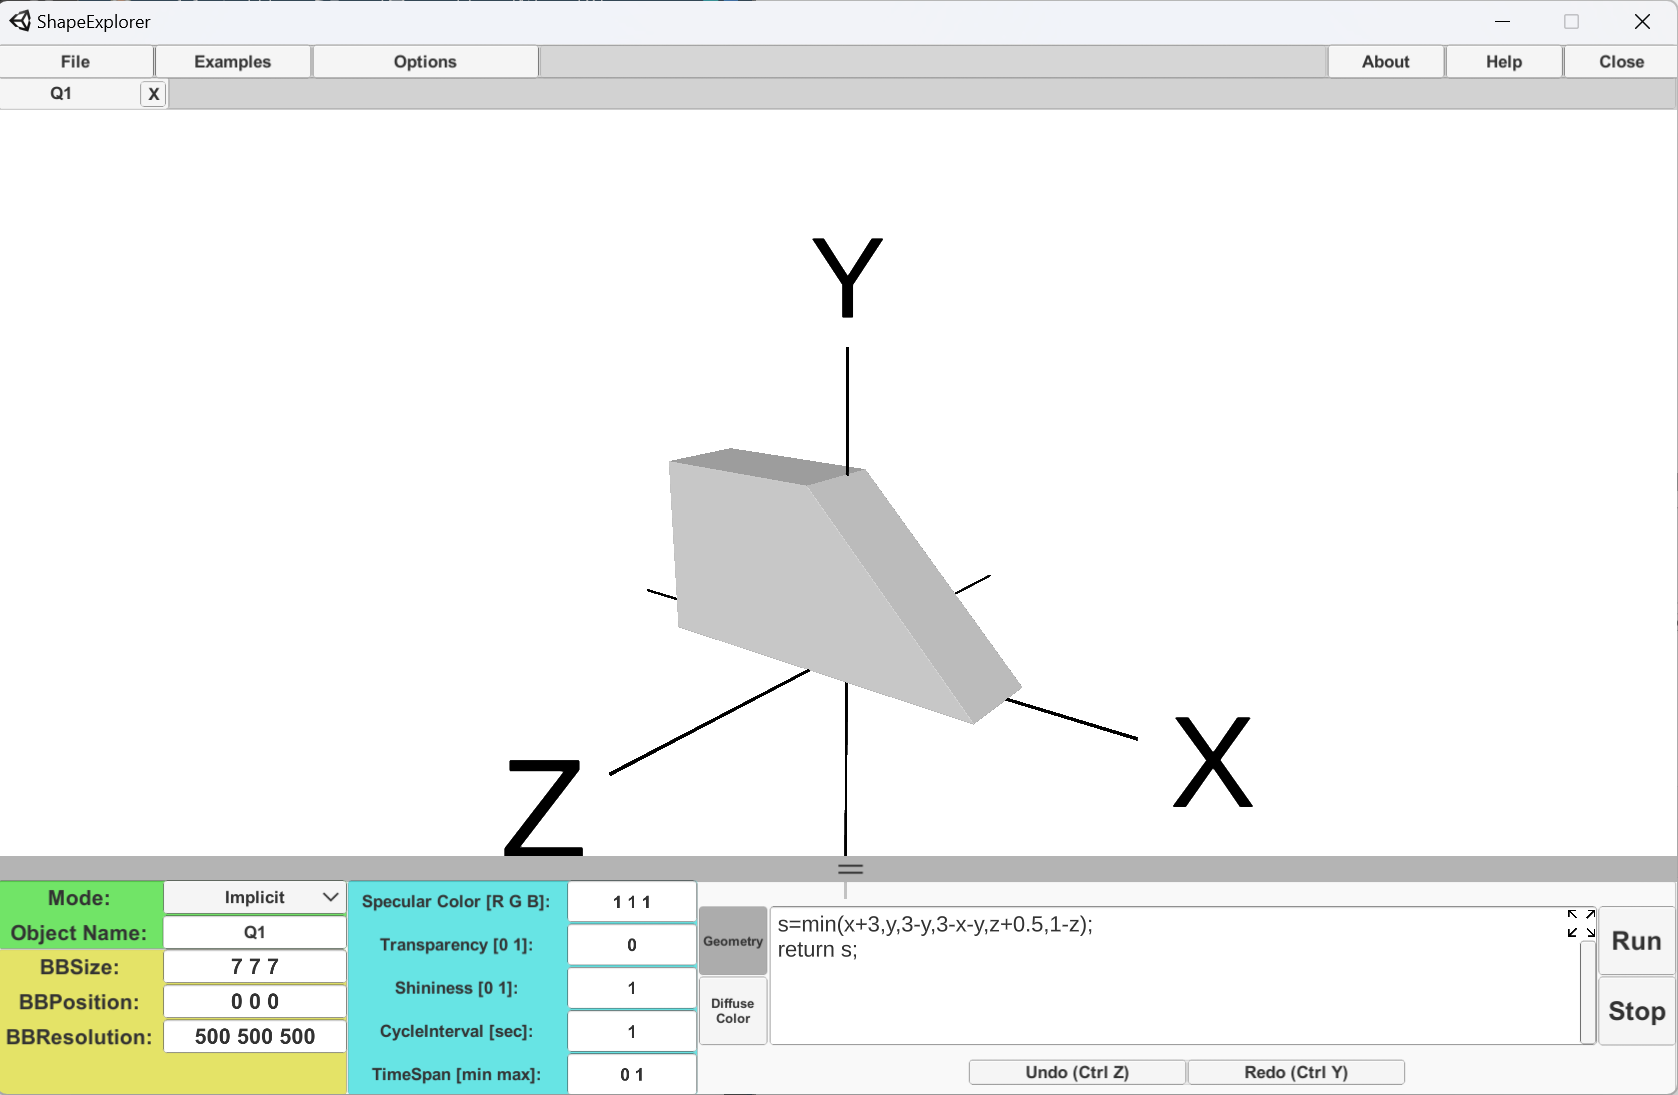 ShapeExplorer
File Examples Options About Help Close
Q1 X
Y
X
Z
Mode: Implicit
Object Name: Q1
BBSize: 7 7 7
BBPosition: 0 0 0
BBResolution: 500 500 500
Specular Color [R G B]: 1 1 1
Transparency [0 1]: 0
Shininess [0 1]: 1
CycleInterval [sec]: 1
TimeSpan [min max]: 0 1
Geometry
Diffuse
Color
s=min(x+3,y,3-y,3-x-y,z+0.5,1-z);
return s;
Run
Stop
Undo (Ctrl Z) Redo (Ctrl Y)